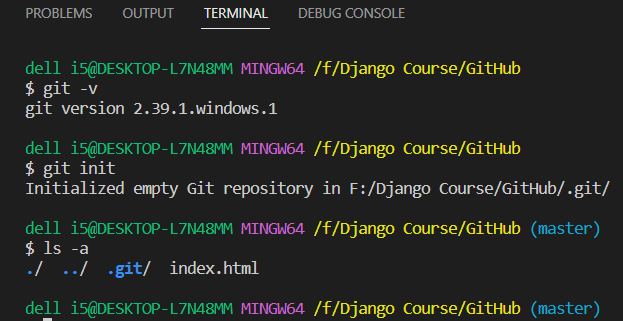 PROBLEMS OUTPUT TERMINAL DEBUG CONSOLE
dell i5@DESKTOP-L7N48MM MINGW64 /f/Django Course/GitHub
$ git -v
git version 2.39.1.windows.1
dell i5@DESKTOP-L7N48MM MINGW64 /f/Django Course/GitHub
$ git init
Initialized empty Git repository in F:/Django Course/GitHub/.git/
dell i5@DESKTOP-L7N48MM MINGW64 /f/Django Course/GitHub (master)
$ ls -a
./ ../ .git/ index.html
dell i5@DESKTOP-L7N48MM MINGW64 /f/Django Course/GitHub (master)